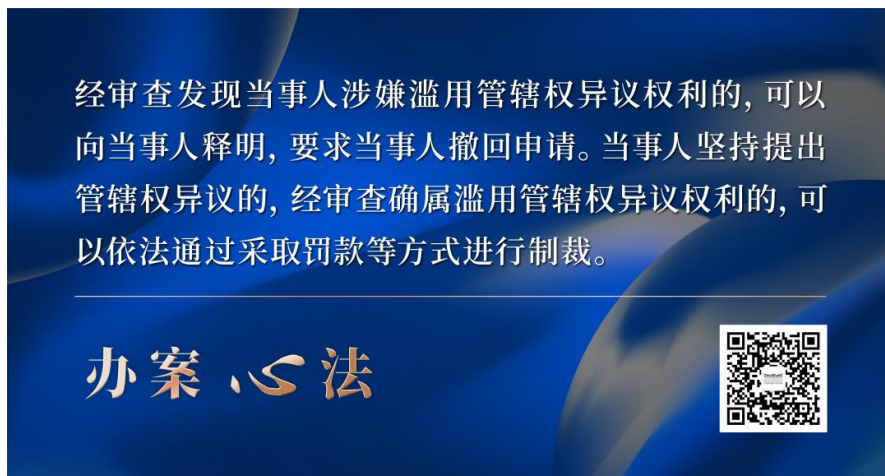 经审查发现当事人涉嫌滥用管辖权异议权利的，可以
向当事人释明，要求当事人撤回申请。当事人坚持提出
管辖权异议的，经审查确属滥用管辖权异议权利的，可
以依法通过采取罚款等方式进行制裁。
办案心法